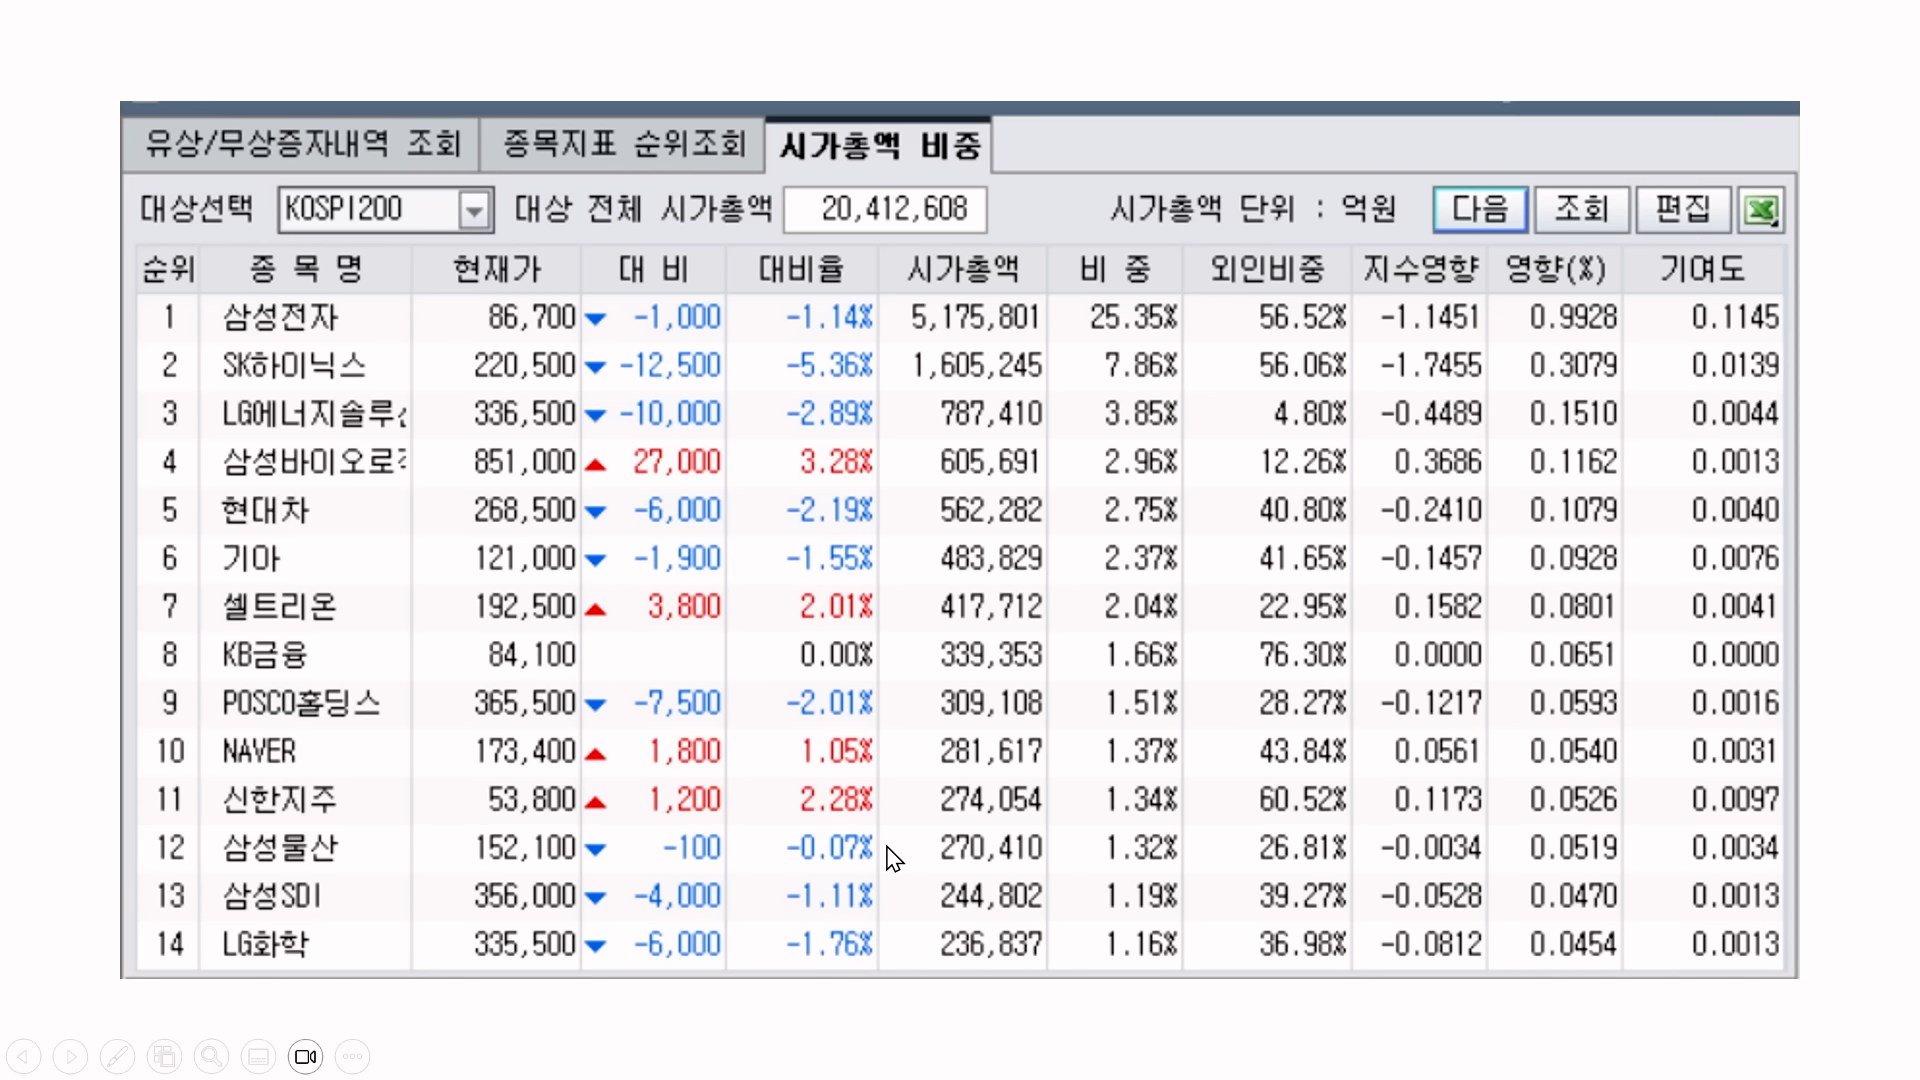 유상/무상증자내역 조회 종목지표 순위조회 시가총액 비중
대상선택 KOSPI200 대상 전체 시가총액 20,412,608 시가총액 단위 : 억원 다음 조회 편집
순위 종 목 명 현재가 대 비 대비율 시가총액 비 중 외인비중 지수영향 영향(%) 기여도
1 삼성전자 86,700 ▼ -1,000 -1.14% 5,175,801 25.35% 56.52% -1.1451 0.9928 0.1145
2 SK하이닉스 220,500 ▼ -12,500 -5.36% 1,605,245 7.86% 56.06% -1.7455 0.3079 0.0139
3 LG에너지솔루 336,500 ▼ -10,000 -2.89% 787,410 3.85% 4.80% -0.4489 0.1510 0.0044
4 삼성바이오로 851,000 ▲ 27,000 3.28% 605,691 2.96% 12.26% 0.3686 0.1162 0.0013
5 현대차 268,500 ▼ -6,000 -2.19% 562,282 2.75% 40.80% -0.2410 0.1079 0.0040
6 기아 121,000 ▼ -1,900 -1.55% 483,829 2.37% 41.65% -0.1457 0.0928 0.0076
7 셀트리온 192,500 ▲ 3,800 2.01% 417,712 2.04% 22.95% 0.1582 0.0801 0.0041
8 KB금융 84,100 0.00% 339,353 1.66% 76.30% 0.0000 0.0651 0.0000
9 POSCO홀딩스 365,500 ▼ -7,500 -2.01% 309,108 1.51% 28.27% -0.1217 0.0593 0.0016
10 NAVER 173,400 ▲ 1,800 1.05% 281,617 1.37% 43.84% 0.0561 0.0540 0.0031
11 신한지주 53,800 ▲ 1,200 2.28% 274,054 1.34% 60.52% 0.1173 0.0526 0.0097
12 삼성물산 152,100 ▼ -100 -0.07% 270,410 1.32% 26.81% -0.0034 0.0519 0.0034
13 삼성SDI 356,000 ▼ -4,000 -1.11% 244,802 1.19% 39.27% -0.0528 0.0470 0.0013
14 LG화학 335,500 ▼ -6,000 -1.76% 236,837 1.16% 36.98% -0.0812 0.0454 0.0013